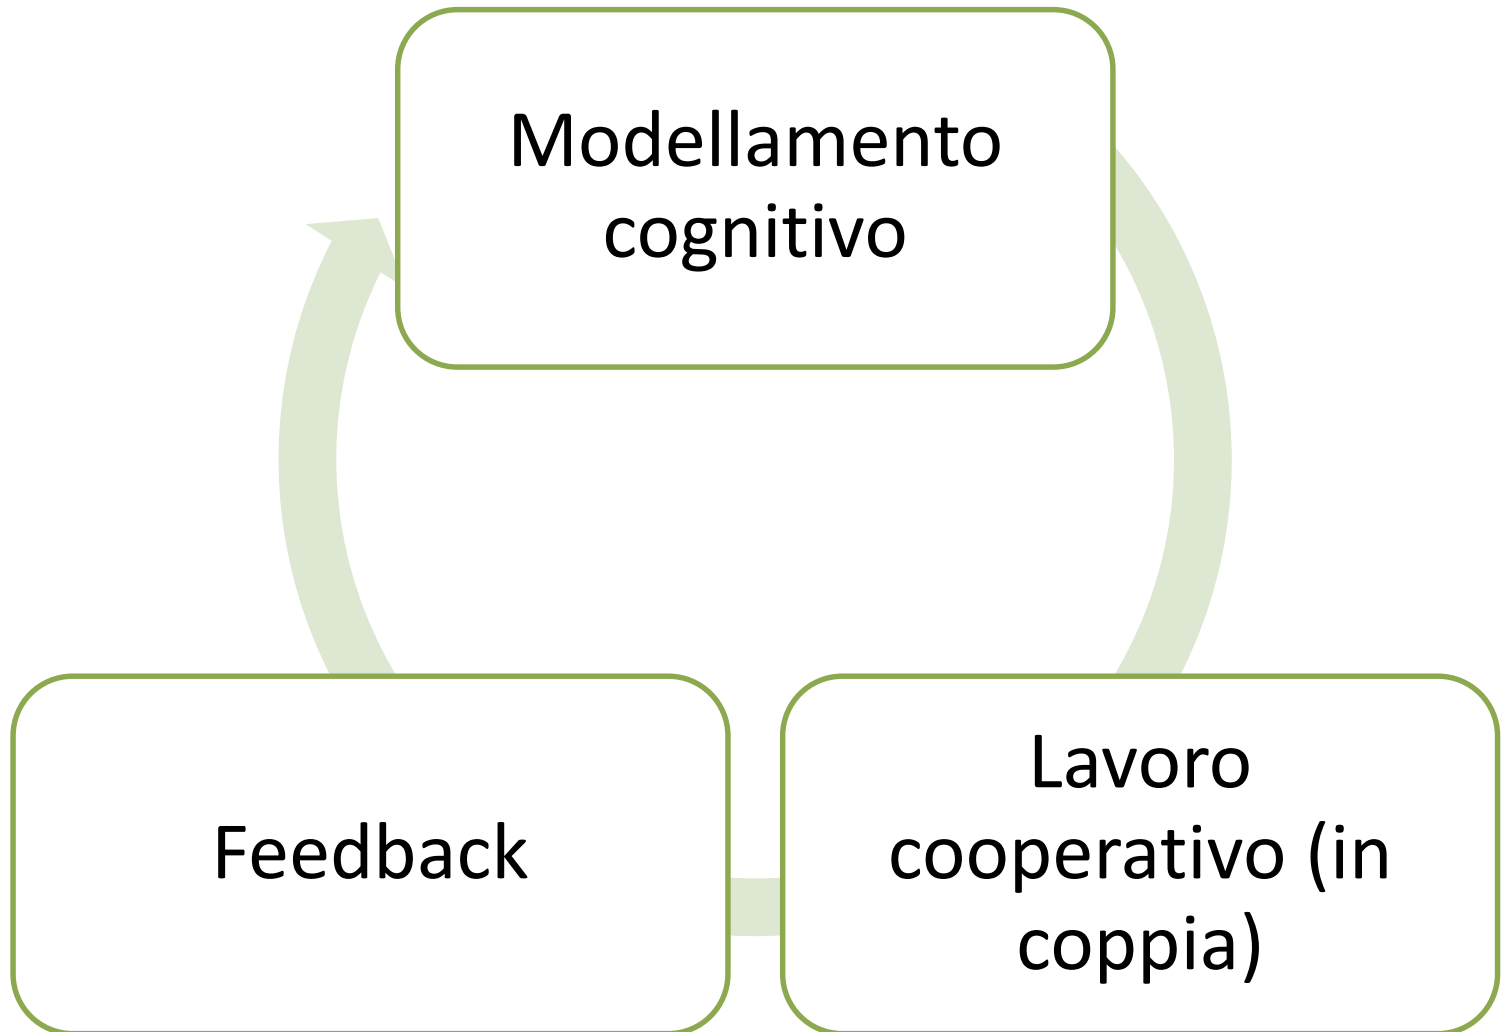 Modellamento
cognitivo
Feedback
Lavoro
cooperativo (in
coppia)